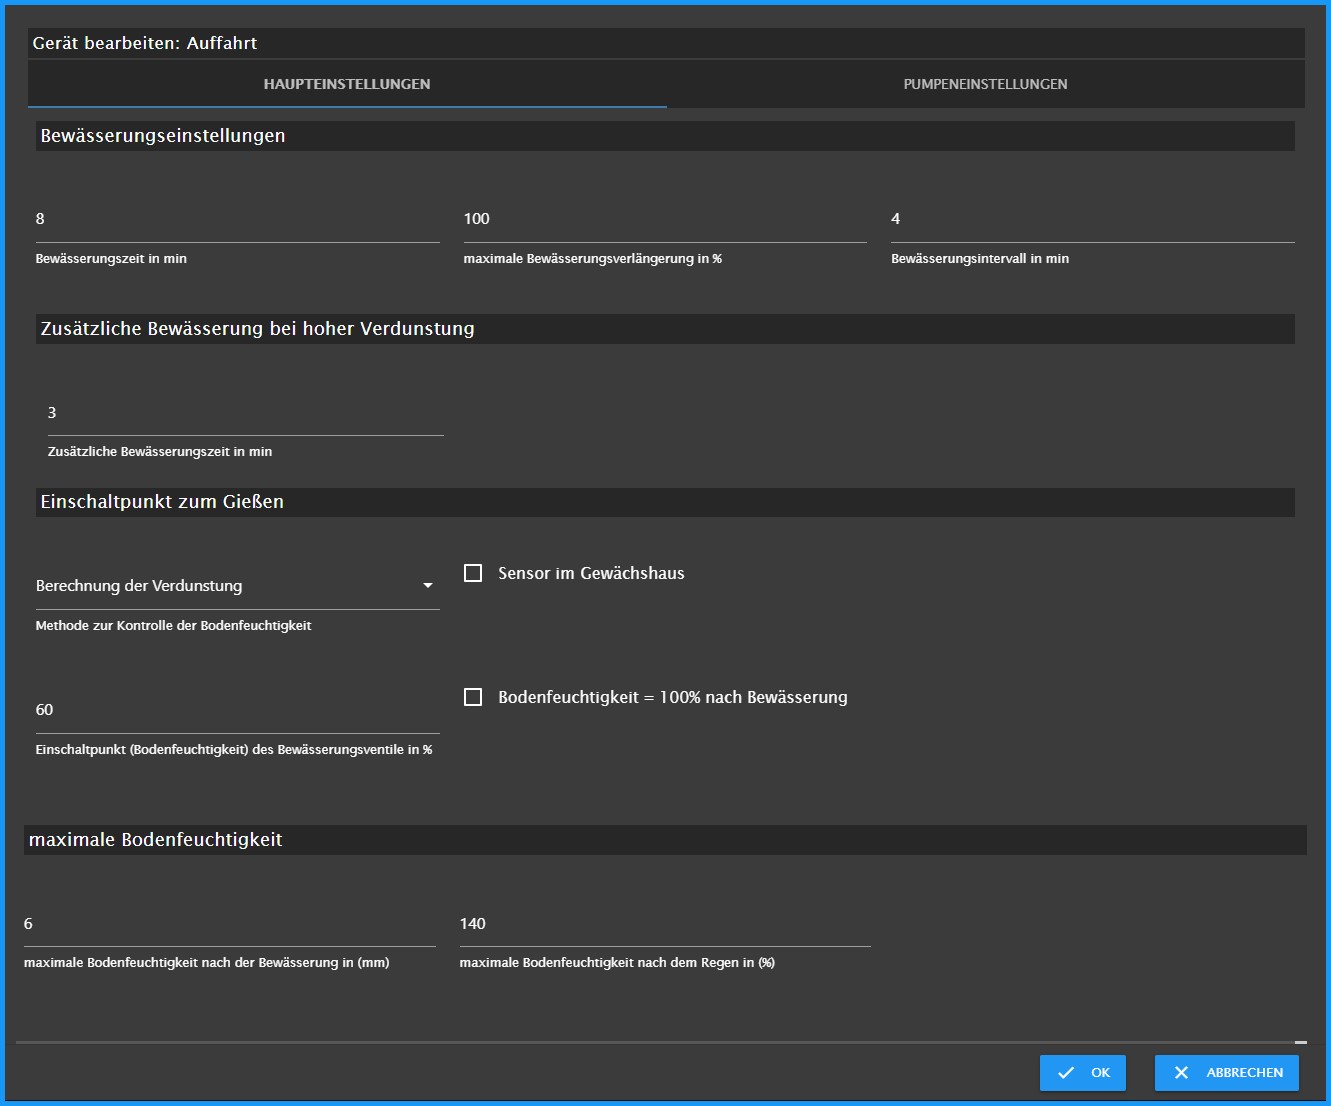 Gerät bearbeiten: Auffahrt
HAUPTEINSTELLUNGEN
PUMPENEINSTELLUNGEN
Bewässerungseinstellungen
8
100
4
Bewässerungszeit in min
maximale Bewässerungsverlängerung in %
Bewässerungsintervall in min
Zusätzliche Bewässerung bei hoher Verdunstung
3
Zusätzliche Bewässerungszeit in min
Einschaltpunkt zum Gießen
Berechnung der Verdunstung
Sensor im Gewächshaus
Methode zur Kontrolle der Bodenfeuchtigkeit
60
Bodenfeuchtigkeit = 100% nach Bewässerung
Einschaltpunkt (Bodenfeuchtigkeit) des Bewässerungsventile in %
maximale Bodenfeuchtigkeit
6
140
maximale Bodenfeuchtigkeit nach der Bewässerung in (mm)
maximale Bodenfeuchtigkeit nach dem Regen in (%)
OK
ABBRECHEN